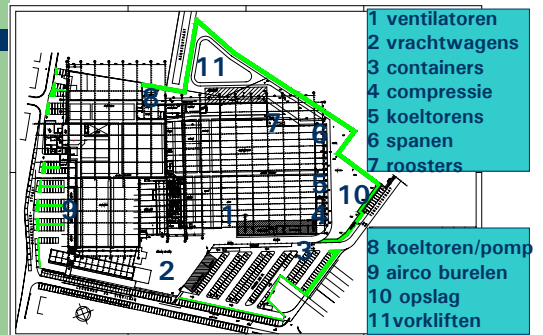 1 ventilatoren
2 vrachtwagens
3 containers
4 compressie
5 koeltorens
6 spanen
7 roosters
8 koeltoren/pomp
9 airco burelen
10 opslag
11vorkliften
11
8
7
6
5
10
9
1
4
3
2